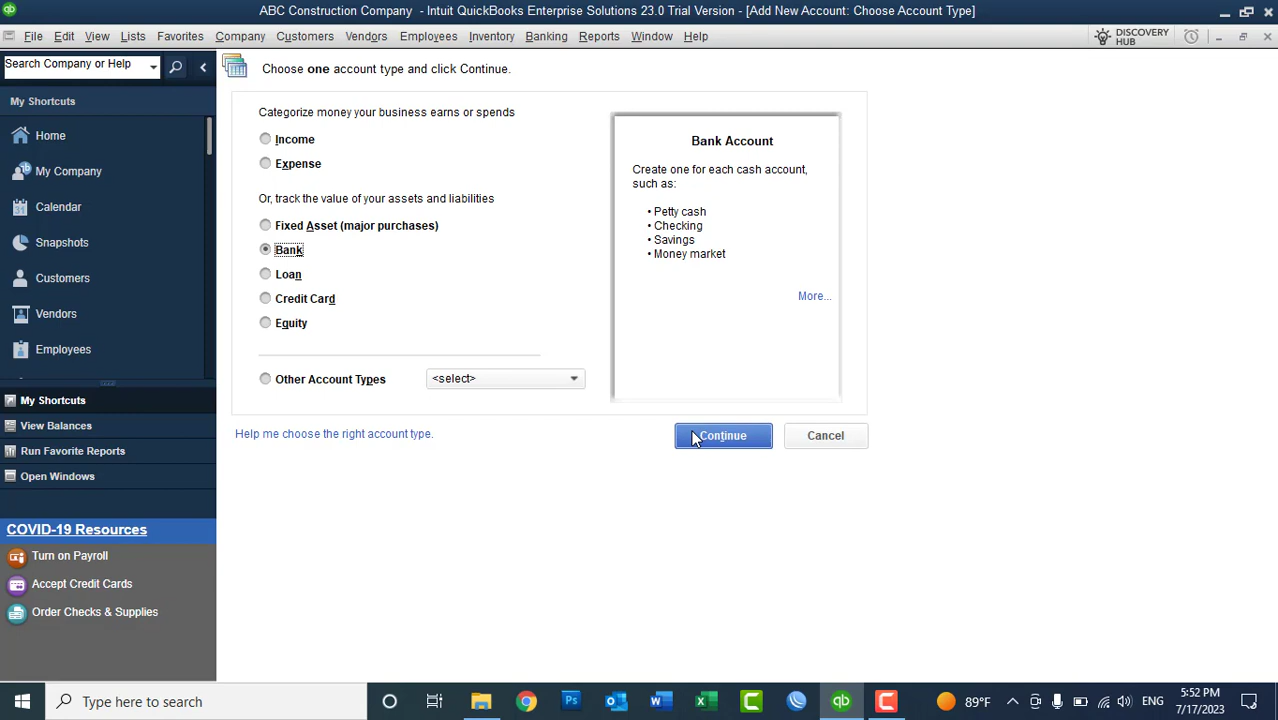 ABC Construction Company - Intuit QuickBooks Enterprise Solutions 23.0 Trial Version - [Add New Account: Choose Account Type]
File Edit View Lists Favorites Company Customers Vendors Employees Inventory Banking Reports Window Help
DISCOVERY
HUB
Search Company or Help
My Shortcuts
Home
My Company
Calendar
Snapshots
Customers
Vendors
Employees
My Shortcuts
View Balances
Run Favorite Reports
Open Windows
COVID-19 Resources
Turn on Payroll
Accept Credit Cards
Order Checks & Supplies
Choose one account type and click Continue.
Categorize money your business earns or spends
Income
Expense
Or, track the value of your assets and liabilities
Fixed Asset (major purchases)
Bank
Loan
Credit Card
Equity
Other Account Types <select>
Bank Account
Create one for each cash account,
such as:
• Petty cash
• Checking
• Savings
• Money market
More...
Help me choose the right account type.
Continue
Cancel
Type here to search
89°F
ENG
5:52 PM
7/17/2023